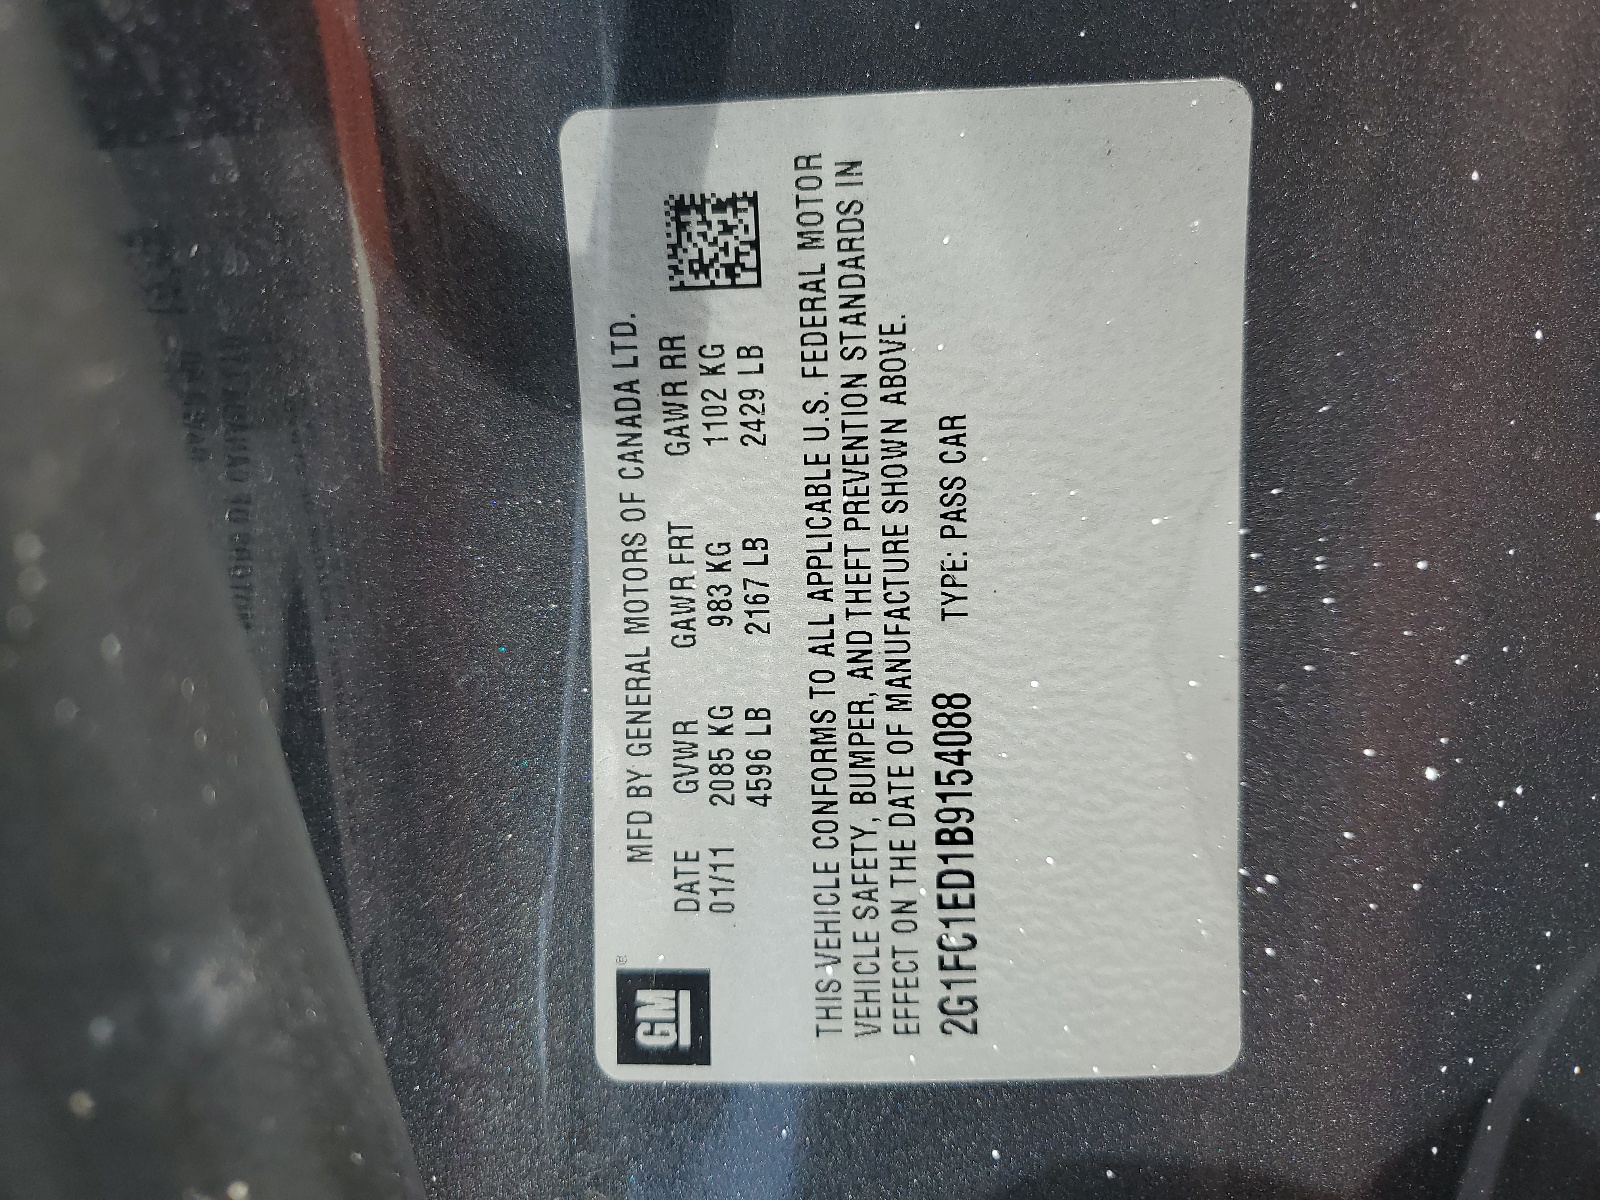 GM®
MFD BY GENERAL MOTORS OF CANADA LTD.
DATE GVWR GAWR FRT GAWR RR
01/11 2085 KG 983 KG 1102 KG
4596 LB 2167 LB 2429 LB
THIS VEHICLE CONFORMS TO ALL APPLICABLE U.S. FEDERAL MOTOR
VEHICLE SAFETY, BUMPER, AND THEFT PREVENTION STANDARDS IN
EFFECT ON THE DATE OF MANUFACTURE SHOWN ABOVE.
2G1FC1ED1B9154088 TYPE: PASS CAR